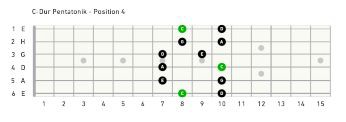 C-Dur Pentatonik - Position 4
1 E C D
2 H G A
3 G D E
4 D A C
5 A E G
6 E C D
1 2 3 4 5 6 7 8 9 10 11 12 13 14 15